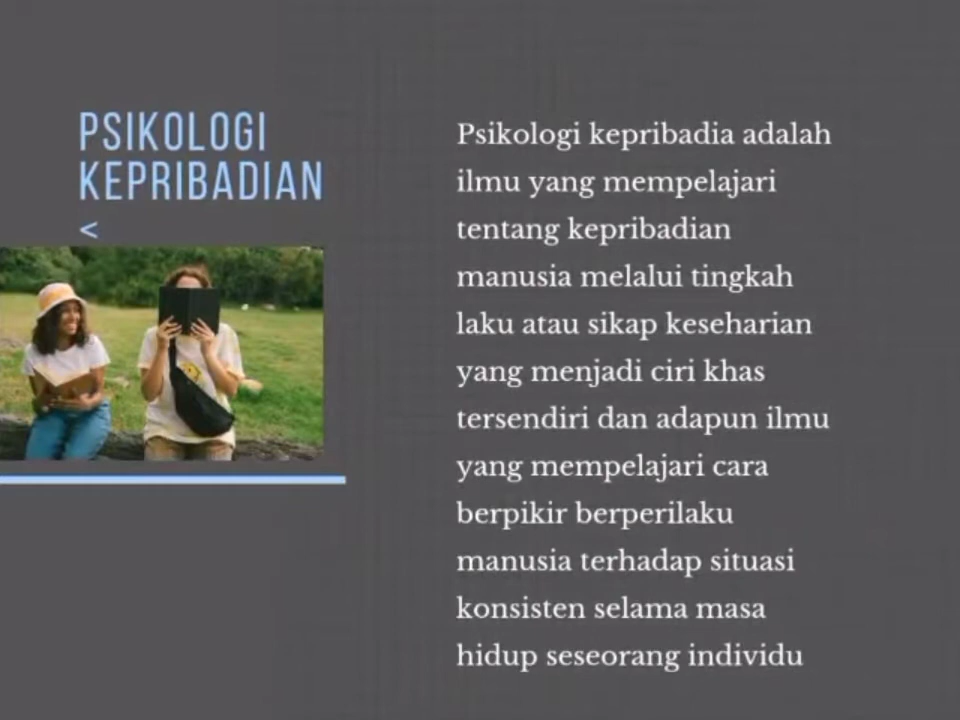 PSIKOLOGI
KEPRIBADIAN
<
Psikologi kepribadia adalah
ilmu yang mempelajari
tentang kepribadian
manusia melalui tingkah
laku atau sikap keseharian
yang menjadi ciri khas
tersendiri dan adapun ilmu
yang mempelajari cara
berpikir berperilaku
manusia terhadap situasi
konsisten selama masa
hidup seseorang individu